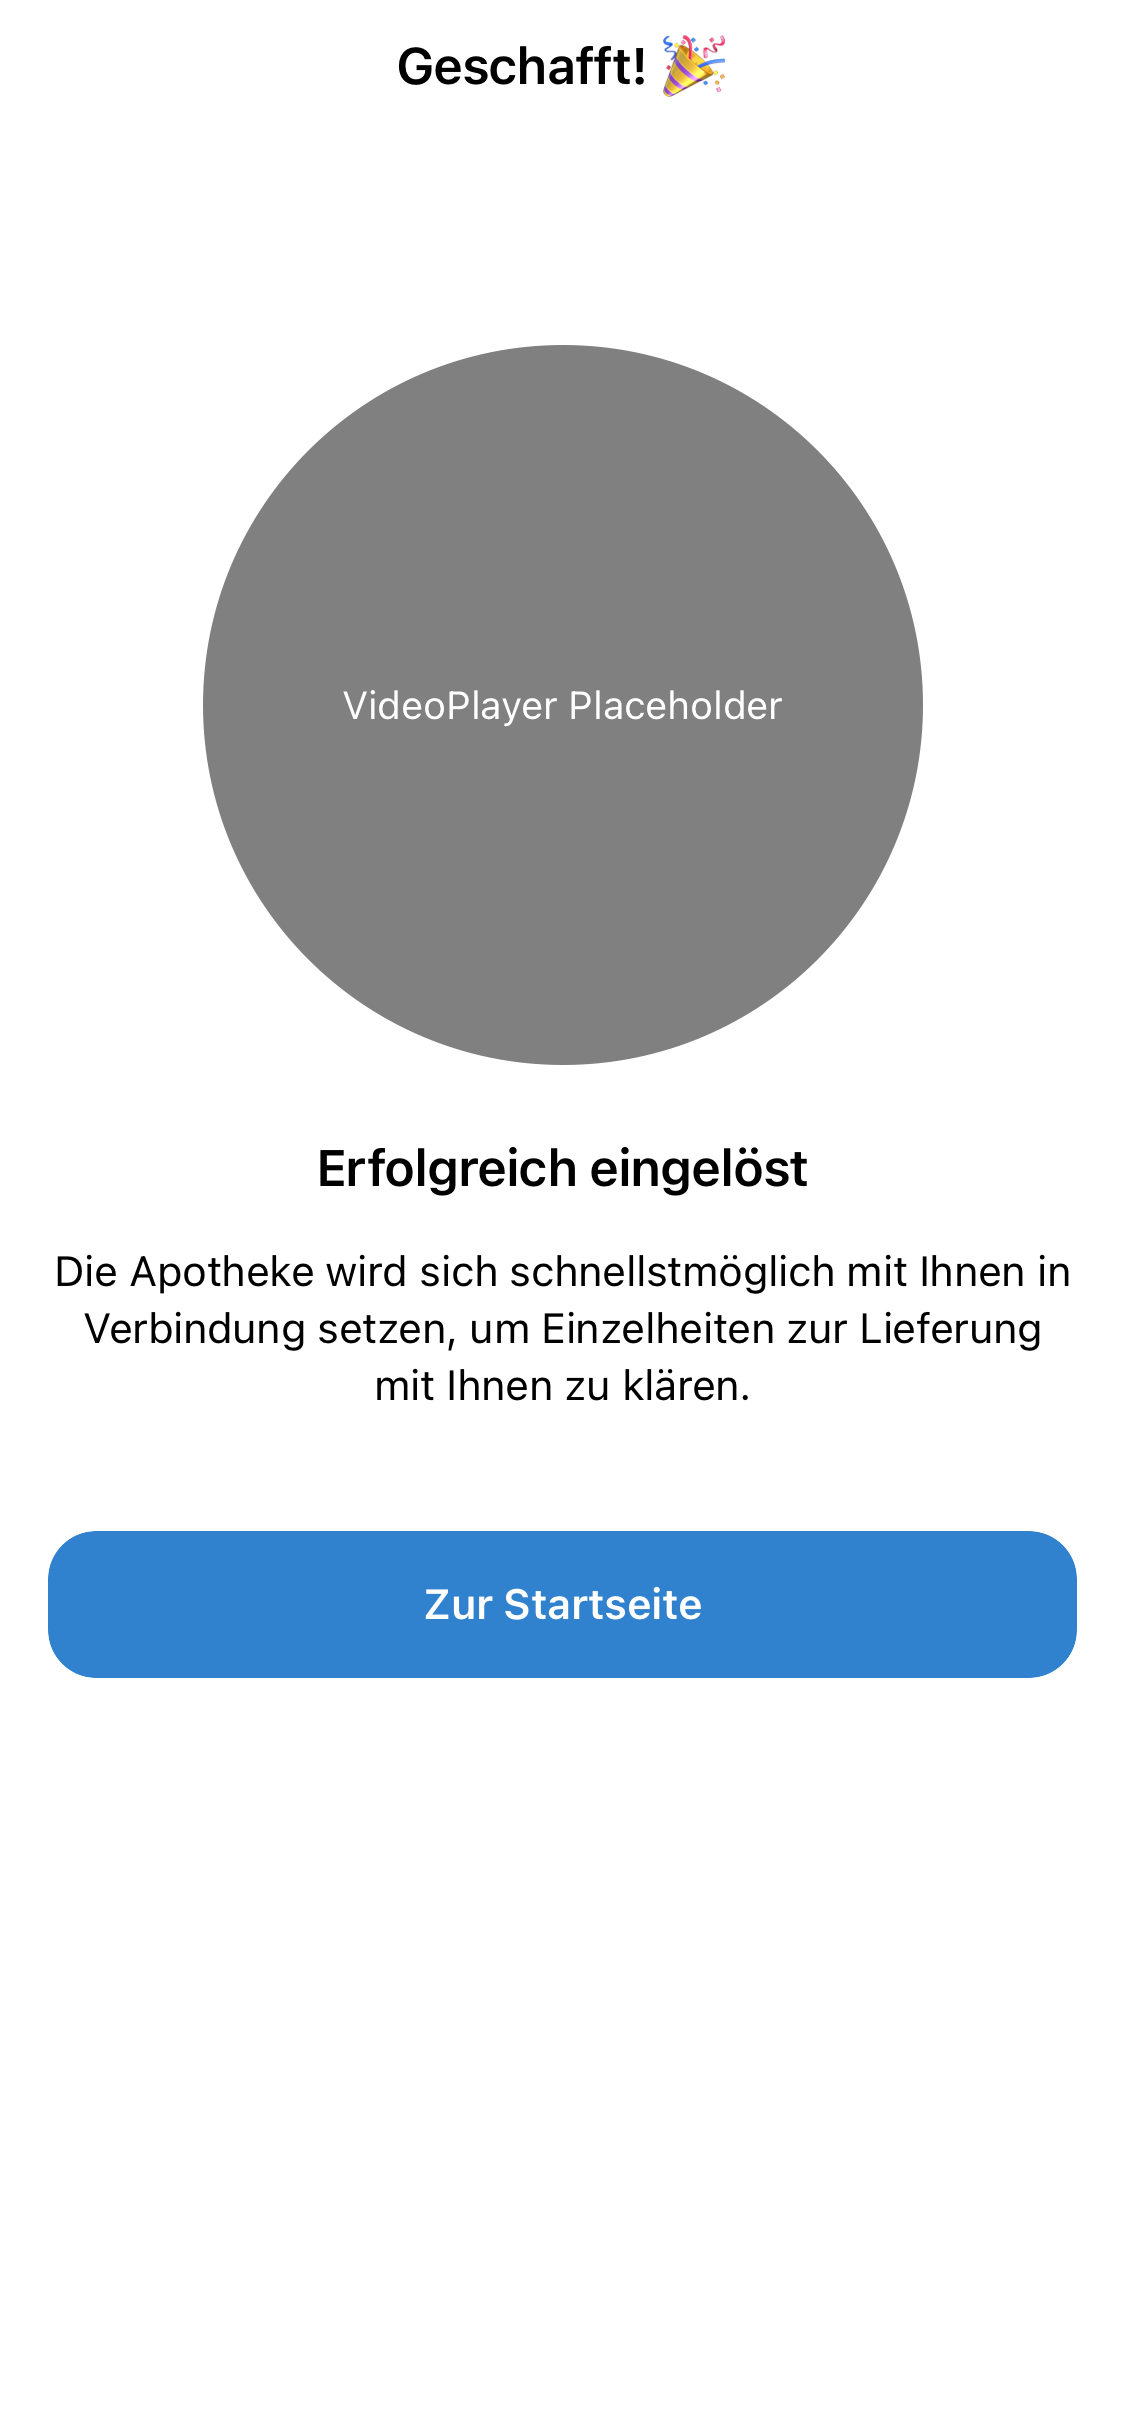 Geschafft! 🎉
VideoPlayer Placeholder
Erfolgreich eingelöst
Die Apotheke wird sich schnellstmöglich mit Ihnen in
Verbindung setzen, um Einzelheiten zur Lieferung
mit Ihnen zu klären.
Zur Startseite